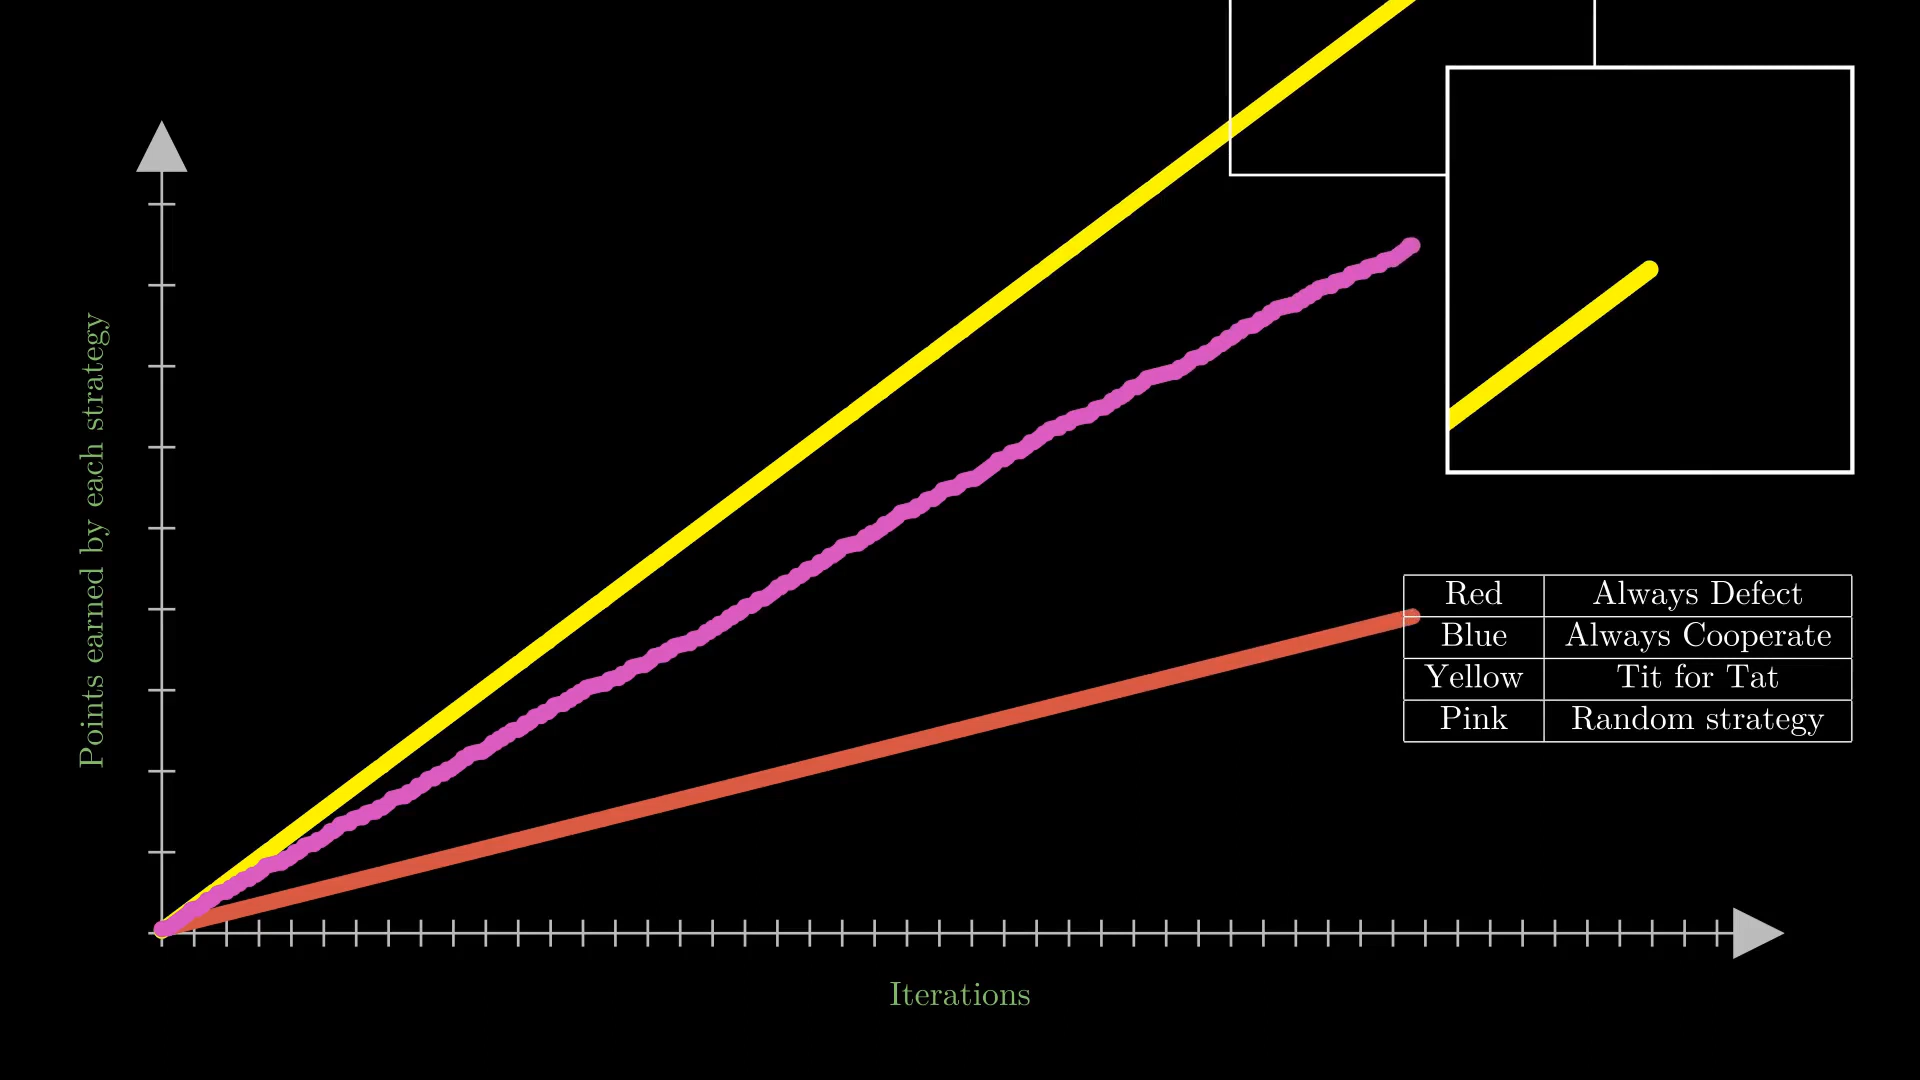 Points earned by each strategy
Red Always Defect
Blue Always Cooperate
Yellow Tit for Tat
Pink Random strategy
Iterations